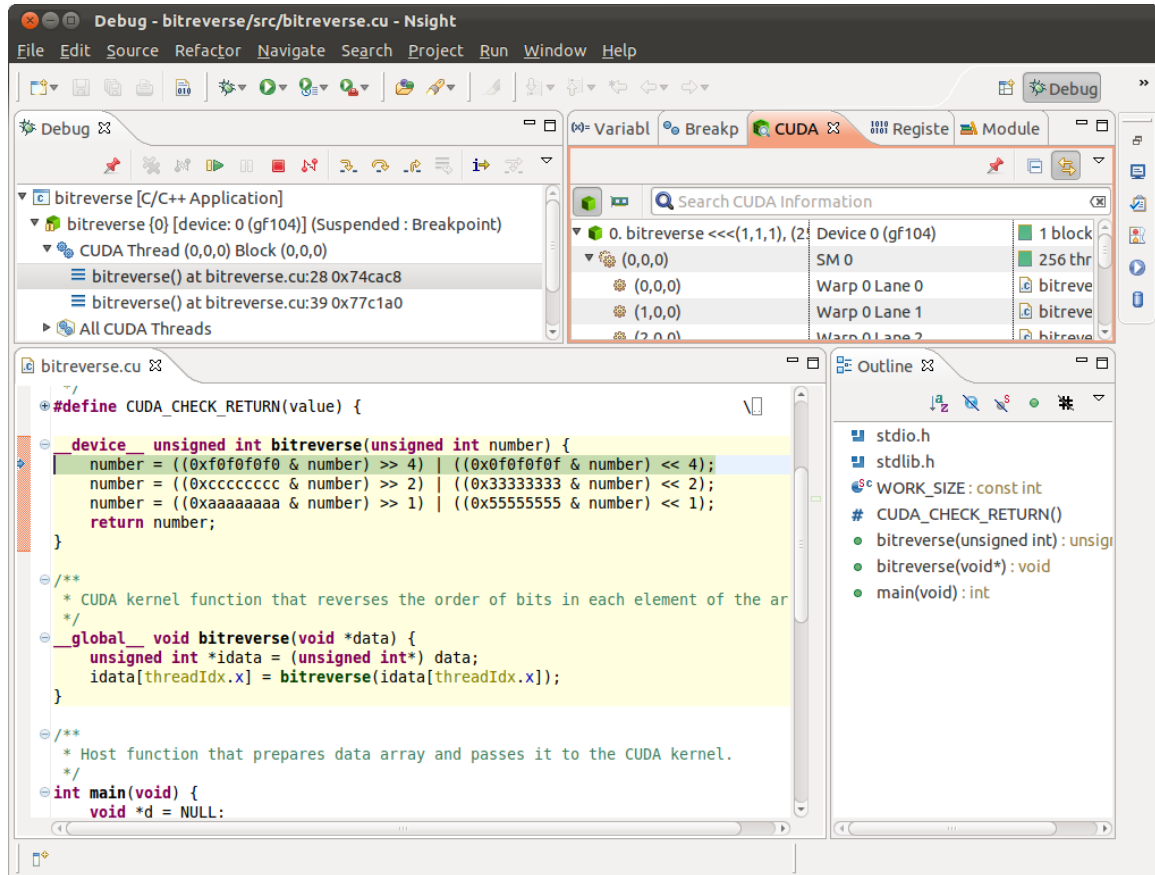 Debug - bitreverse/src/bitreverse.cu - Nsight
File Edit Source Refactor Navigate Search Project Run Window Help
Debug »
Debug
bitreverse [C/C++ Application]
bitreverse {0} [device: 0 (gf104)] (Suspended : Breakpoint)
CUDA Thread (0,0,0) Block (0,0,0)
bitreverse() at bitreverse.cu:28 0x74cac8
bitreverse() at bitreverse.cu:39 0x77c1a0
All CUDA Threads
(x)= Variabl Breakp CUDA Registe Module
Search CUDA Information
0. bitreverse <<<(1,1,1), (2 Device 0 (gf104) 1 block
(0,0,0) SM 0 256 thr
(0,0,0) Warp 0 Lane 0 bitreve
(1,0,0) Warp 0 Lane 1 bitreve
(2,0,0) Warp 0 Lane 2 bitreve
bitreverse.cu
*/
#define CUDA_CHECK_RETURN(value) { \
__device__ unsigned int bitreverse(unsigned int number) {
number = ((0xf0f0f0f0 & number) >> 4) | ((0x0f0f0f0f & number) << 4);
number = ((0xcccccccc & number) >> 2) | ((0x33333333 & number) << 2);
number = ((0xaaaaaaaa & number) >> 1) | ((0x55555555 & number) << 1);
return number;
}
/**
* CUDA kernel function that reverses the order of bits in each element of the ar
*/
__global__ void bitreverse(void *data) {
unsigned int *idata = (unsigned int*) data;
idata[threadIdx.x] = bitreverse(idata[threadIdx.x]);
}
/**
* Host function that prepares data array and passes it to the CUDA kernel.
*/
int main(void) {
void *d = NULL;
Outline
stdio.h
stdlib.h
WORK_SIZE : const int
# CUDA_CHECK_RETURN()
bitreverse(unsigned int) : unsig
bitreverse(void*) : void
main(void) : int